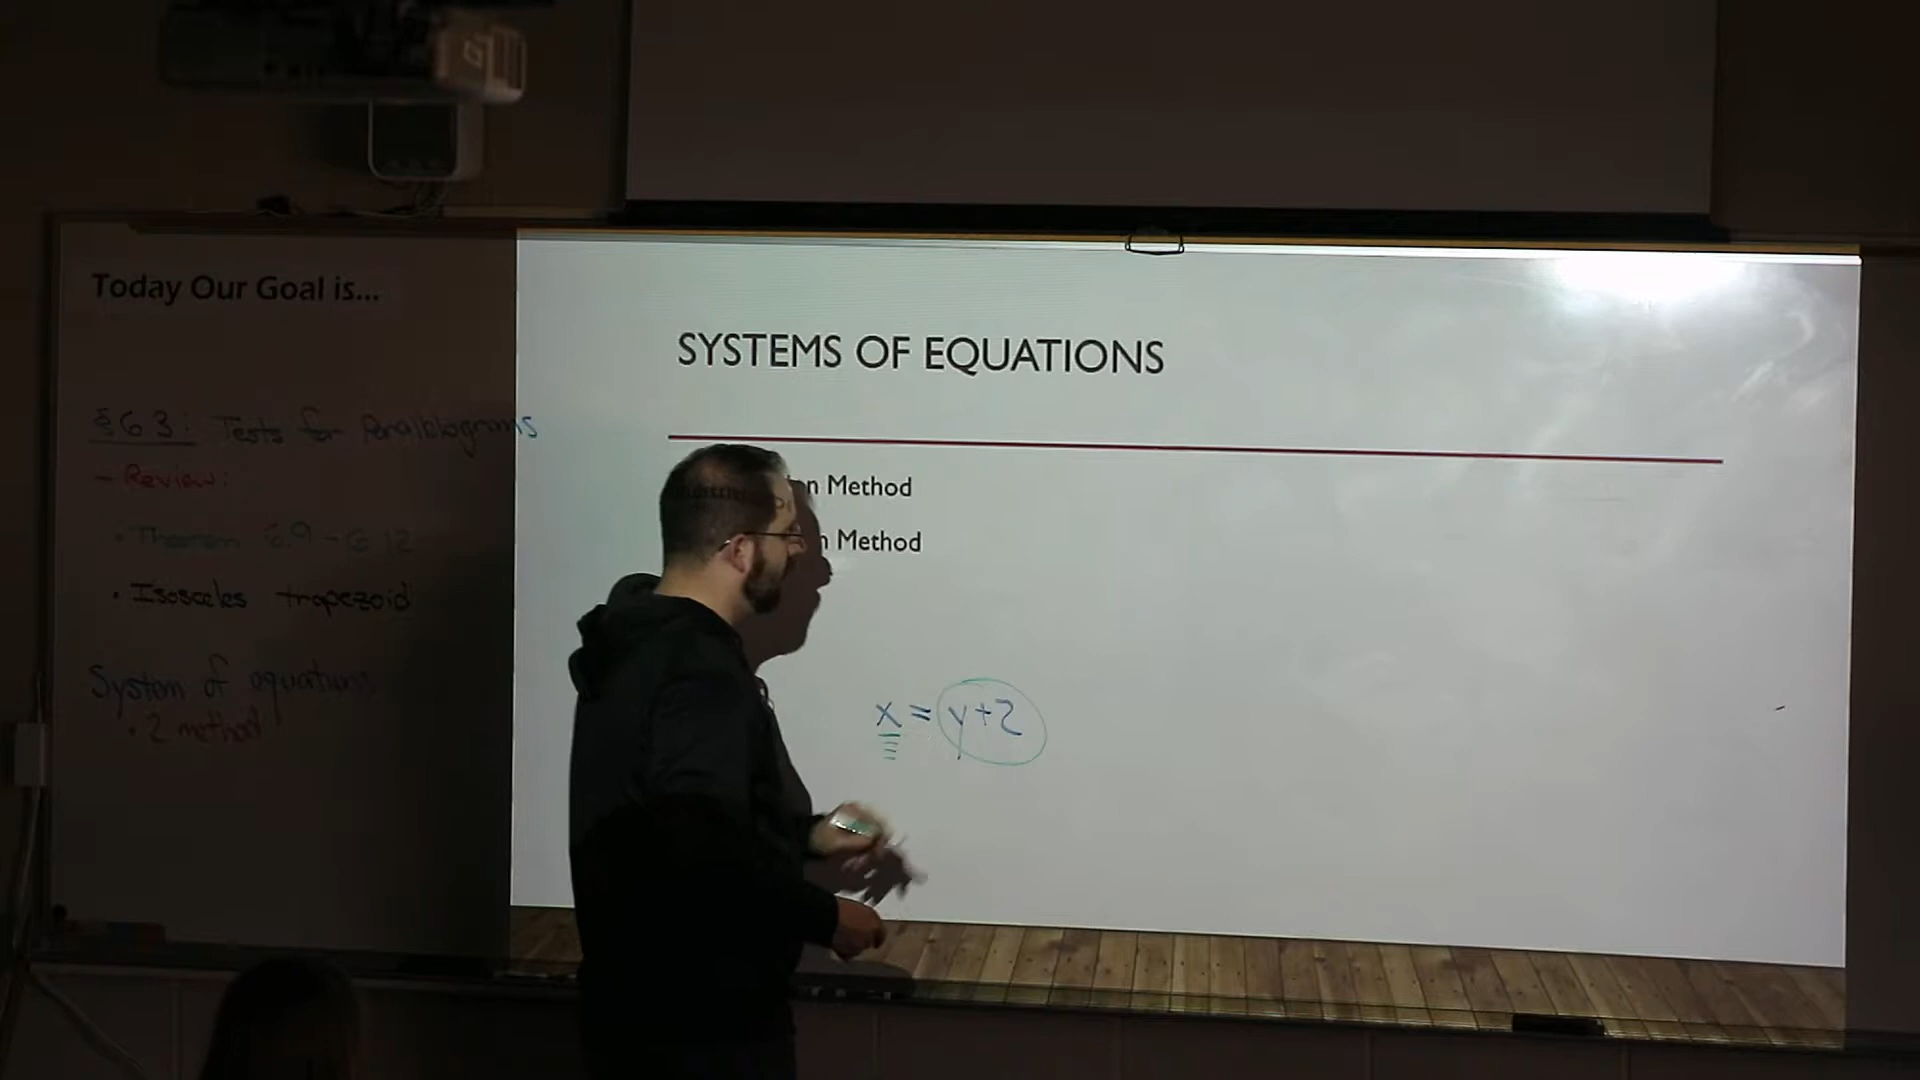 Today Our Goal is...
§6.3: Tests for Parallelograms
- Review:
• Theorem 6.9 - 6.12
• Isosceles trapezoid
System of equations
• 2 method
SYSTEMS OF EQUATIONS
Method
Method
x = y+2